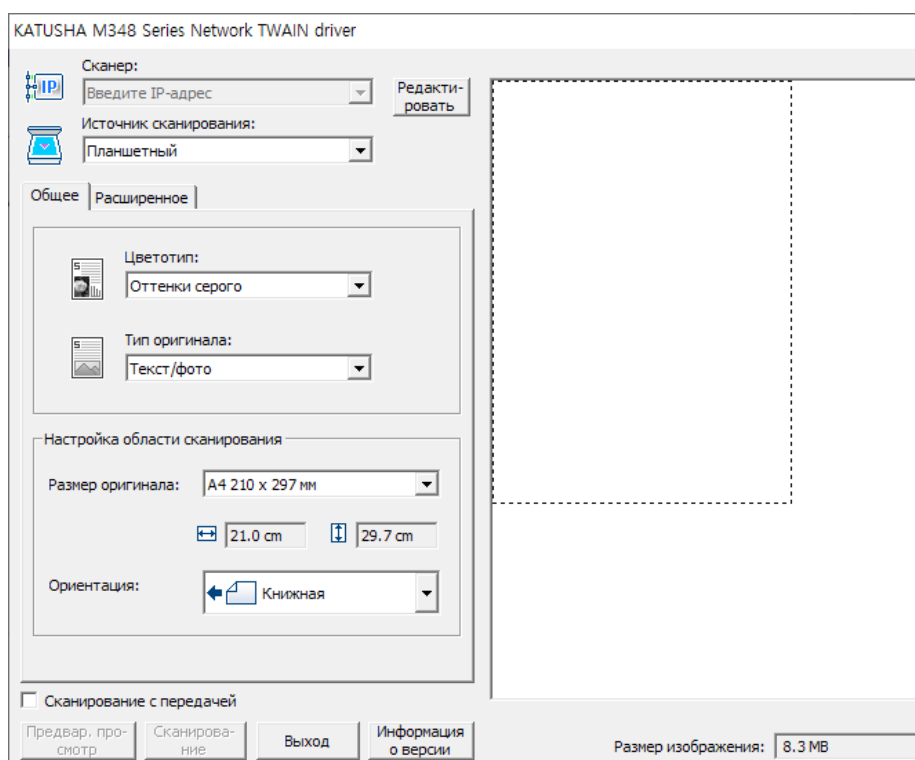 KATUSHA M348 Series Network TWAIN driver
Сканер:
IP
Введите IP-адрес
Редакти-
ровать
Источник сканирования:
Планшетный
Общее
Расширенное
Цветотип:
Оттенки серого
Тип оригинала:
Текст/фото
Настройка области сканирования
Размер оригинала:
A4 210 x 297 мм
21.0 cm
29.7 cm
Ориентация:
Книжная
Сканирование с передачей
Предвар. про-
смотр
Сканирова-
ние
Выход
Информация
о версии
Размер изображения:
8.3 MB